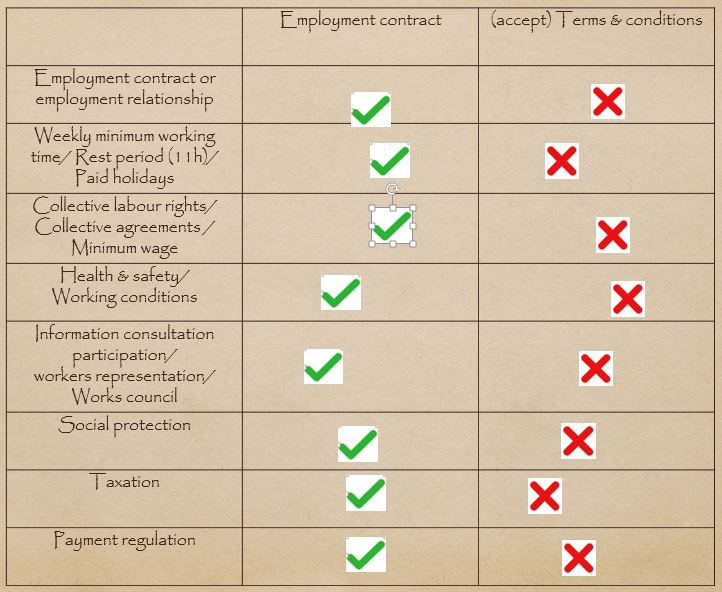 Employment contract
(accept) Terms & conditions
Employment contract or
employment relationship
Weekly minimum working
time/ Rest period (11h)/
Paid holidays
Collective labour rights/
Collective agreements /
Minimum wage
Health & safety/
Working conditions
Information consultation
participation/
workers representation/
Works council
Social protection
Taxation
Payment regulation